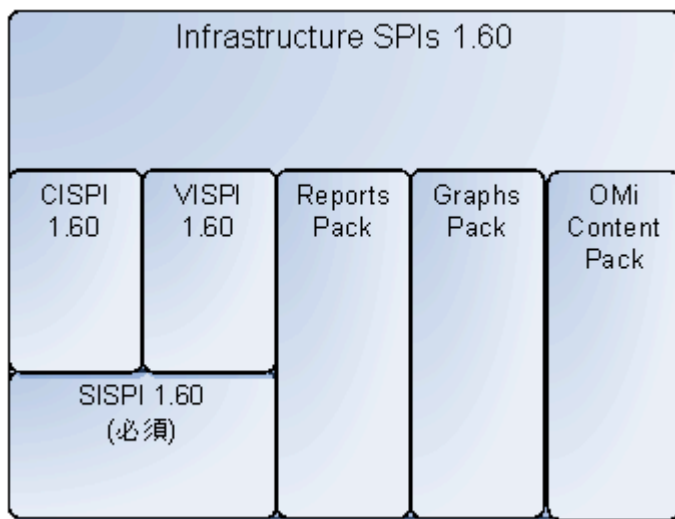 Infrastructure SPIs 1.60
CISPI
1.60
VISPI
1.60
Reports
Pack
Graphs
Pack
OMi
Content
Pack
SISPI 1.60
(必須)